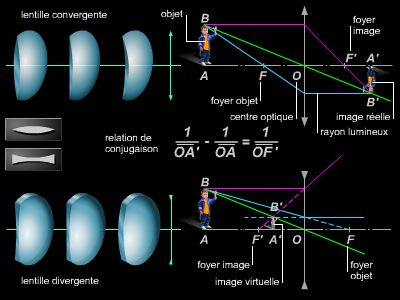 lentille convergente
objet
B
A
F
O
F'
A'
B'
foyer
image
foyer objet
centre optique
image réelle
rayon lumineux
relation de
conjugaison
1/OA' - 1/OA = 1/OF'
B
A
F'
B'
A'
O
F
foyer image
image virtuelle
foyer
objet
lentille divergente